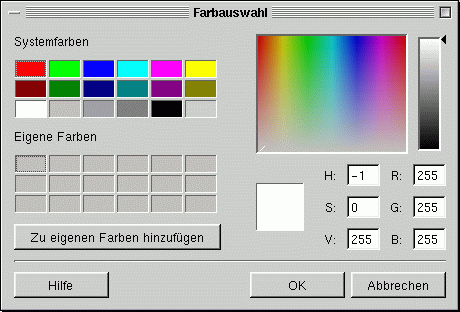 Farbauswahl
Systemfarben
Eigene Farben
H: -1 R: 255
S: 0 G: 255
V: 255 B: 255
Zu eigenen Farben hinzufügen
Hilfe OK Abbrechen